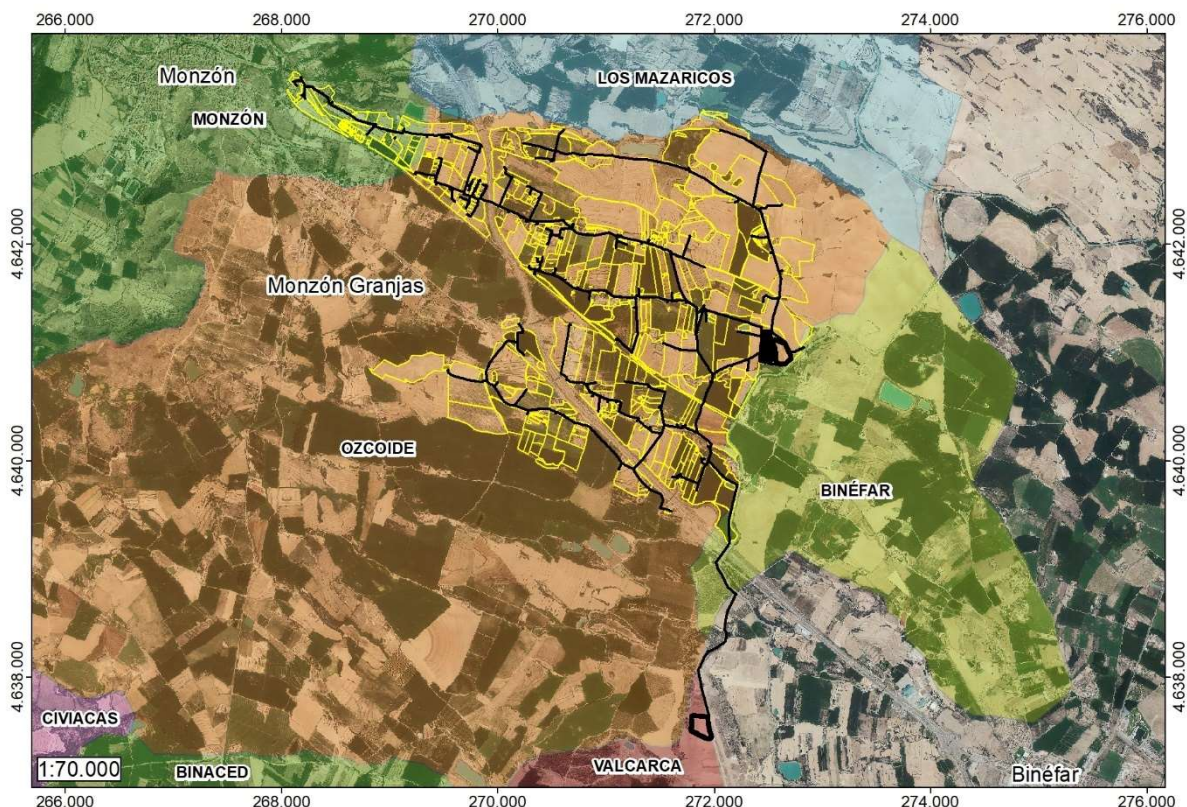 266.000 268.000 270.000 272.000 274.000 276.000
Monzón
LOS MAZARICOS
MONZÓN
4.642.000 4.642.000
Monzón Granjas
OZCOIDE
4.640.000 4.640.000
BINÉFAR
4.638.000 4.638.000
CIVIACAS
1:70.000
BINACED
VALCARCA
Binéfar
266.000 268.000 270.000 272.000 274.000 276.000